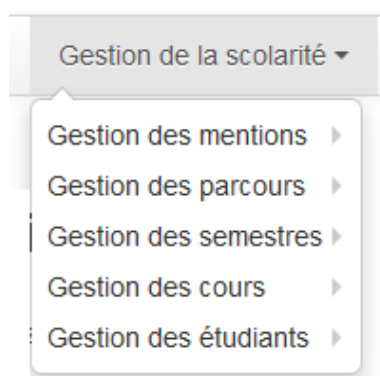 Gestion de la scolarité
Gestion des mentions
Gestion des parcours
Gestion des semestres
Gestion des cours
Gestion des étudiants